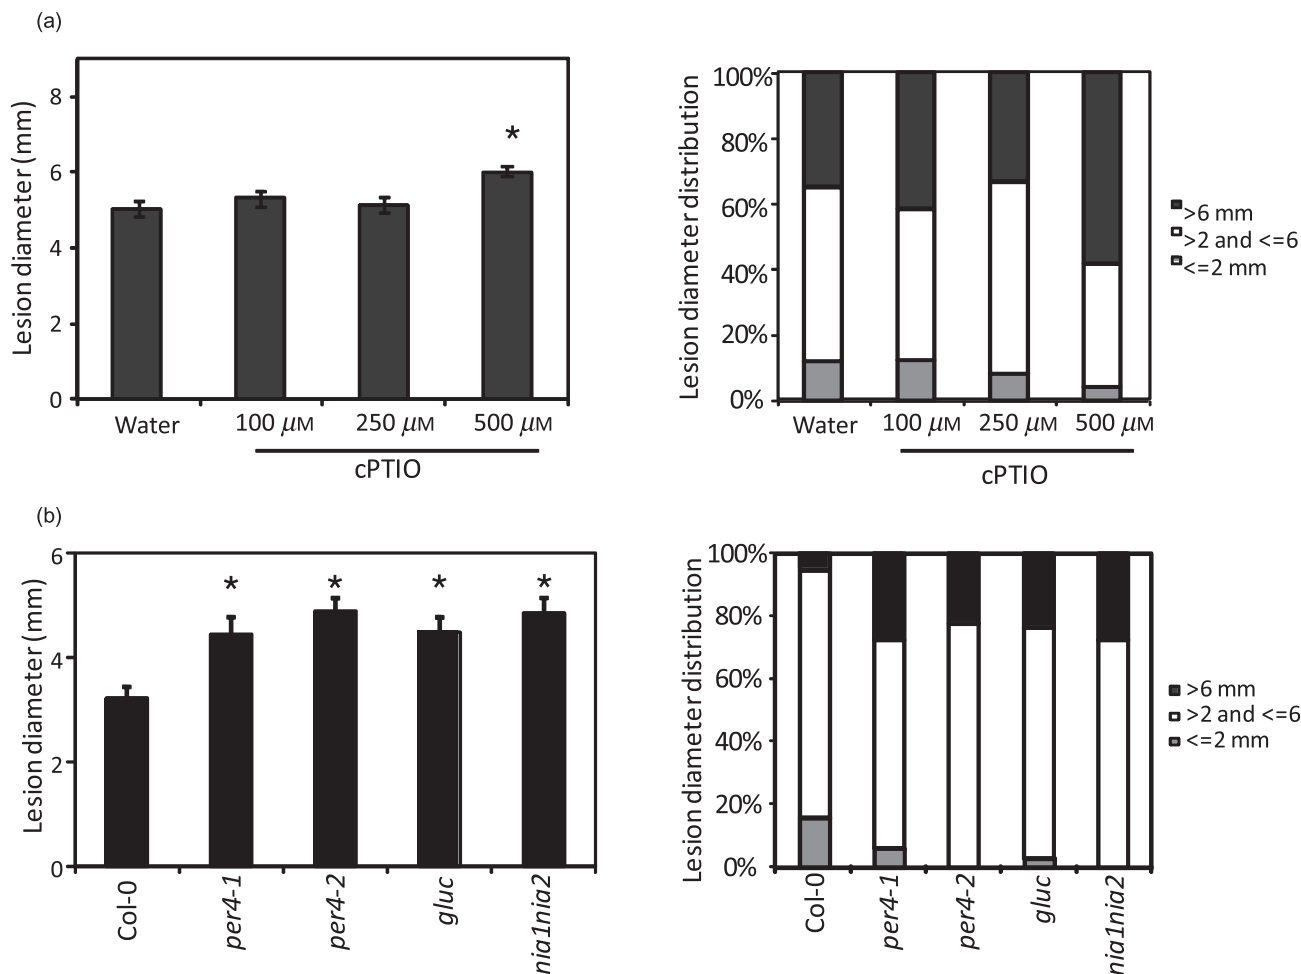 (a)
Lesion diameter (mm)
8
6
4
2
0
*
Water
100 μM
250 μM
500 μM
cPTIO
Lesion diameter distribution
100%
80%
60%
40%
20%
0%
Water
100 μM
250 μM
500 μM
cPTIO
>6 mm
>2 and <=6
<=2 mm
(b)
Lesion diameter (mm)
6
4
2
0
*
*
*
*
Col-0
per4-1
per4-2
gluc
nia1nia2
Lesion diameter distribution
100%
80%
60%
40%
20%
0%
Col-0
per4-1
per4-2
gluc
nia1nia2
>6 mm
>2 and <=6
<=2 mm